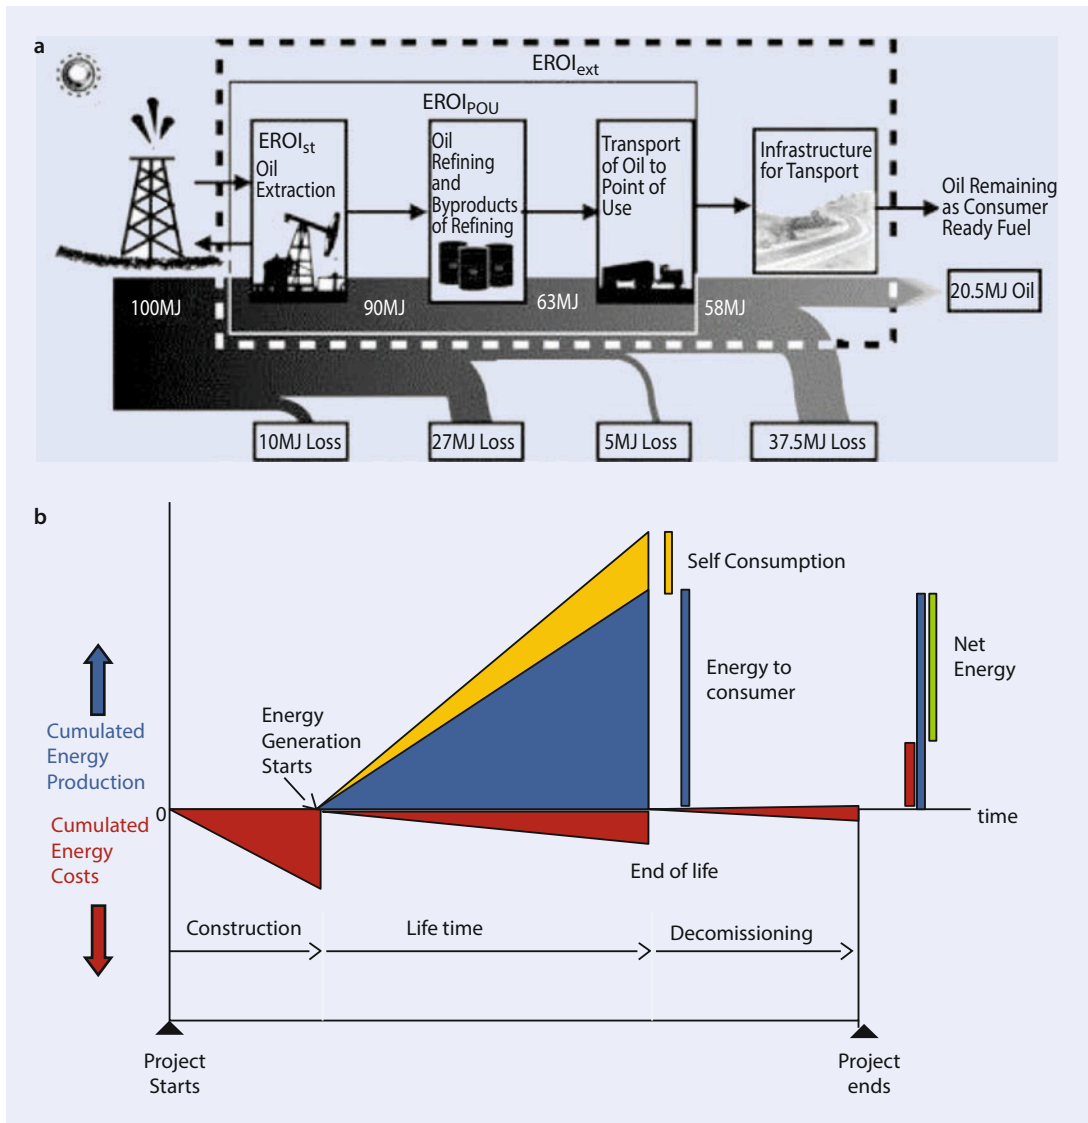 a
EROIext
EROIPOU
EROIst
Oil
Extraction
Oil
Refining
and
Byproducts
of Refining
Transport
of Oil to
Point of
Use
Infrastructure
for Tansport
Oil Remaining
as Consumer
Ready Fuel
100MJ
90MJ
63MJ
58MJ
20.5MJ Oil
10MJ Loss
27MJ Loss
5MJ Loss
37.5MJ Loss
b
Self Consumption
Energy to
consumer
Net
Energy
Energy
Generation
Starts
Cumulated
Energy
Production
0
time
Cumulated
Energy
Costs
End of life
Construction
Life time
Decomissioning
Project
Starts
Project
ends